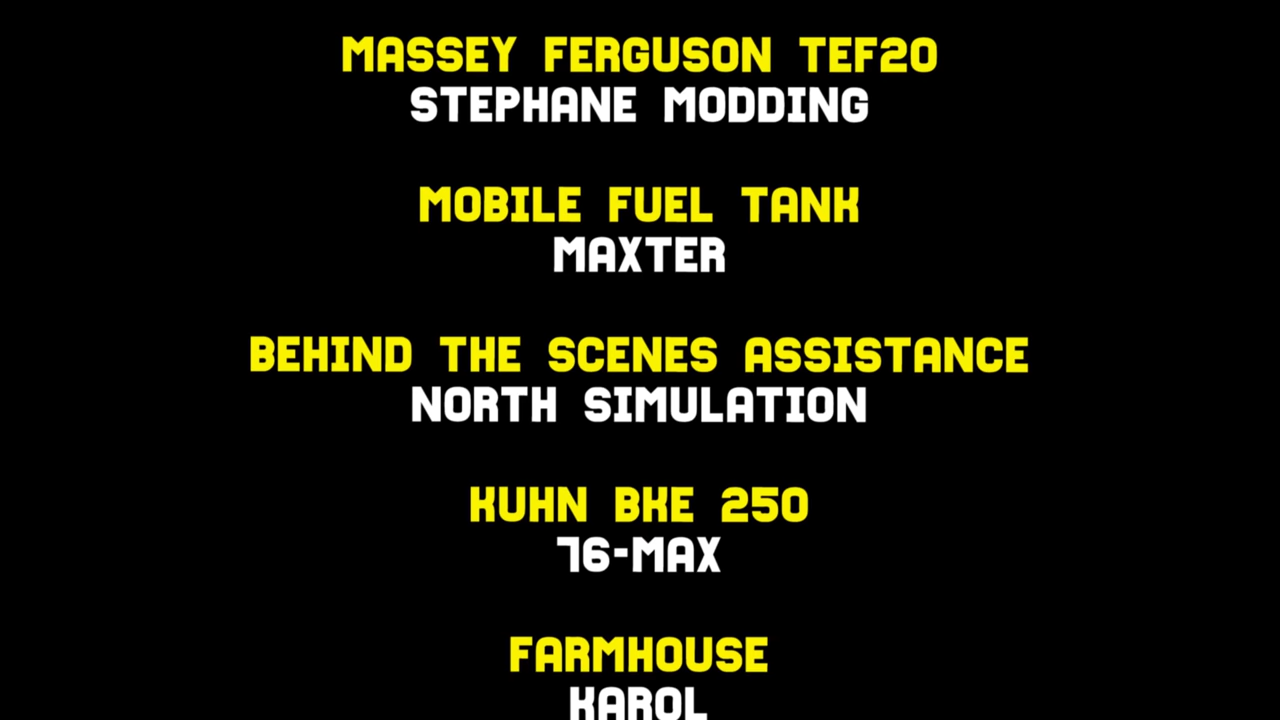 MASSEY FERGUSON TEF20
STEPHANE MODDING
MOBILE FUEL TANK
MAXTER
BEHIND THE SCENES ASSISTANCE
NORTH SIMULATION
KUHN BKE 250
76-MAX
FARMHOUSE
KAROL